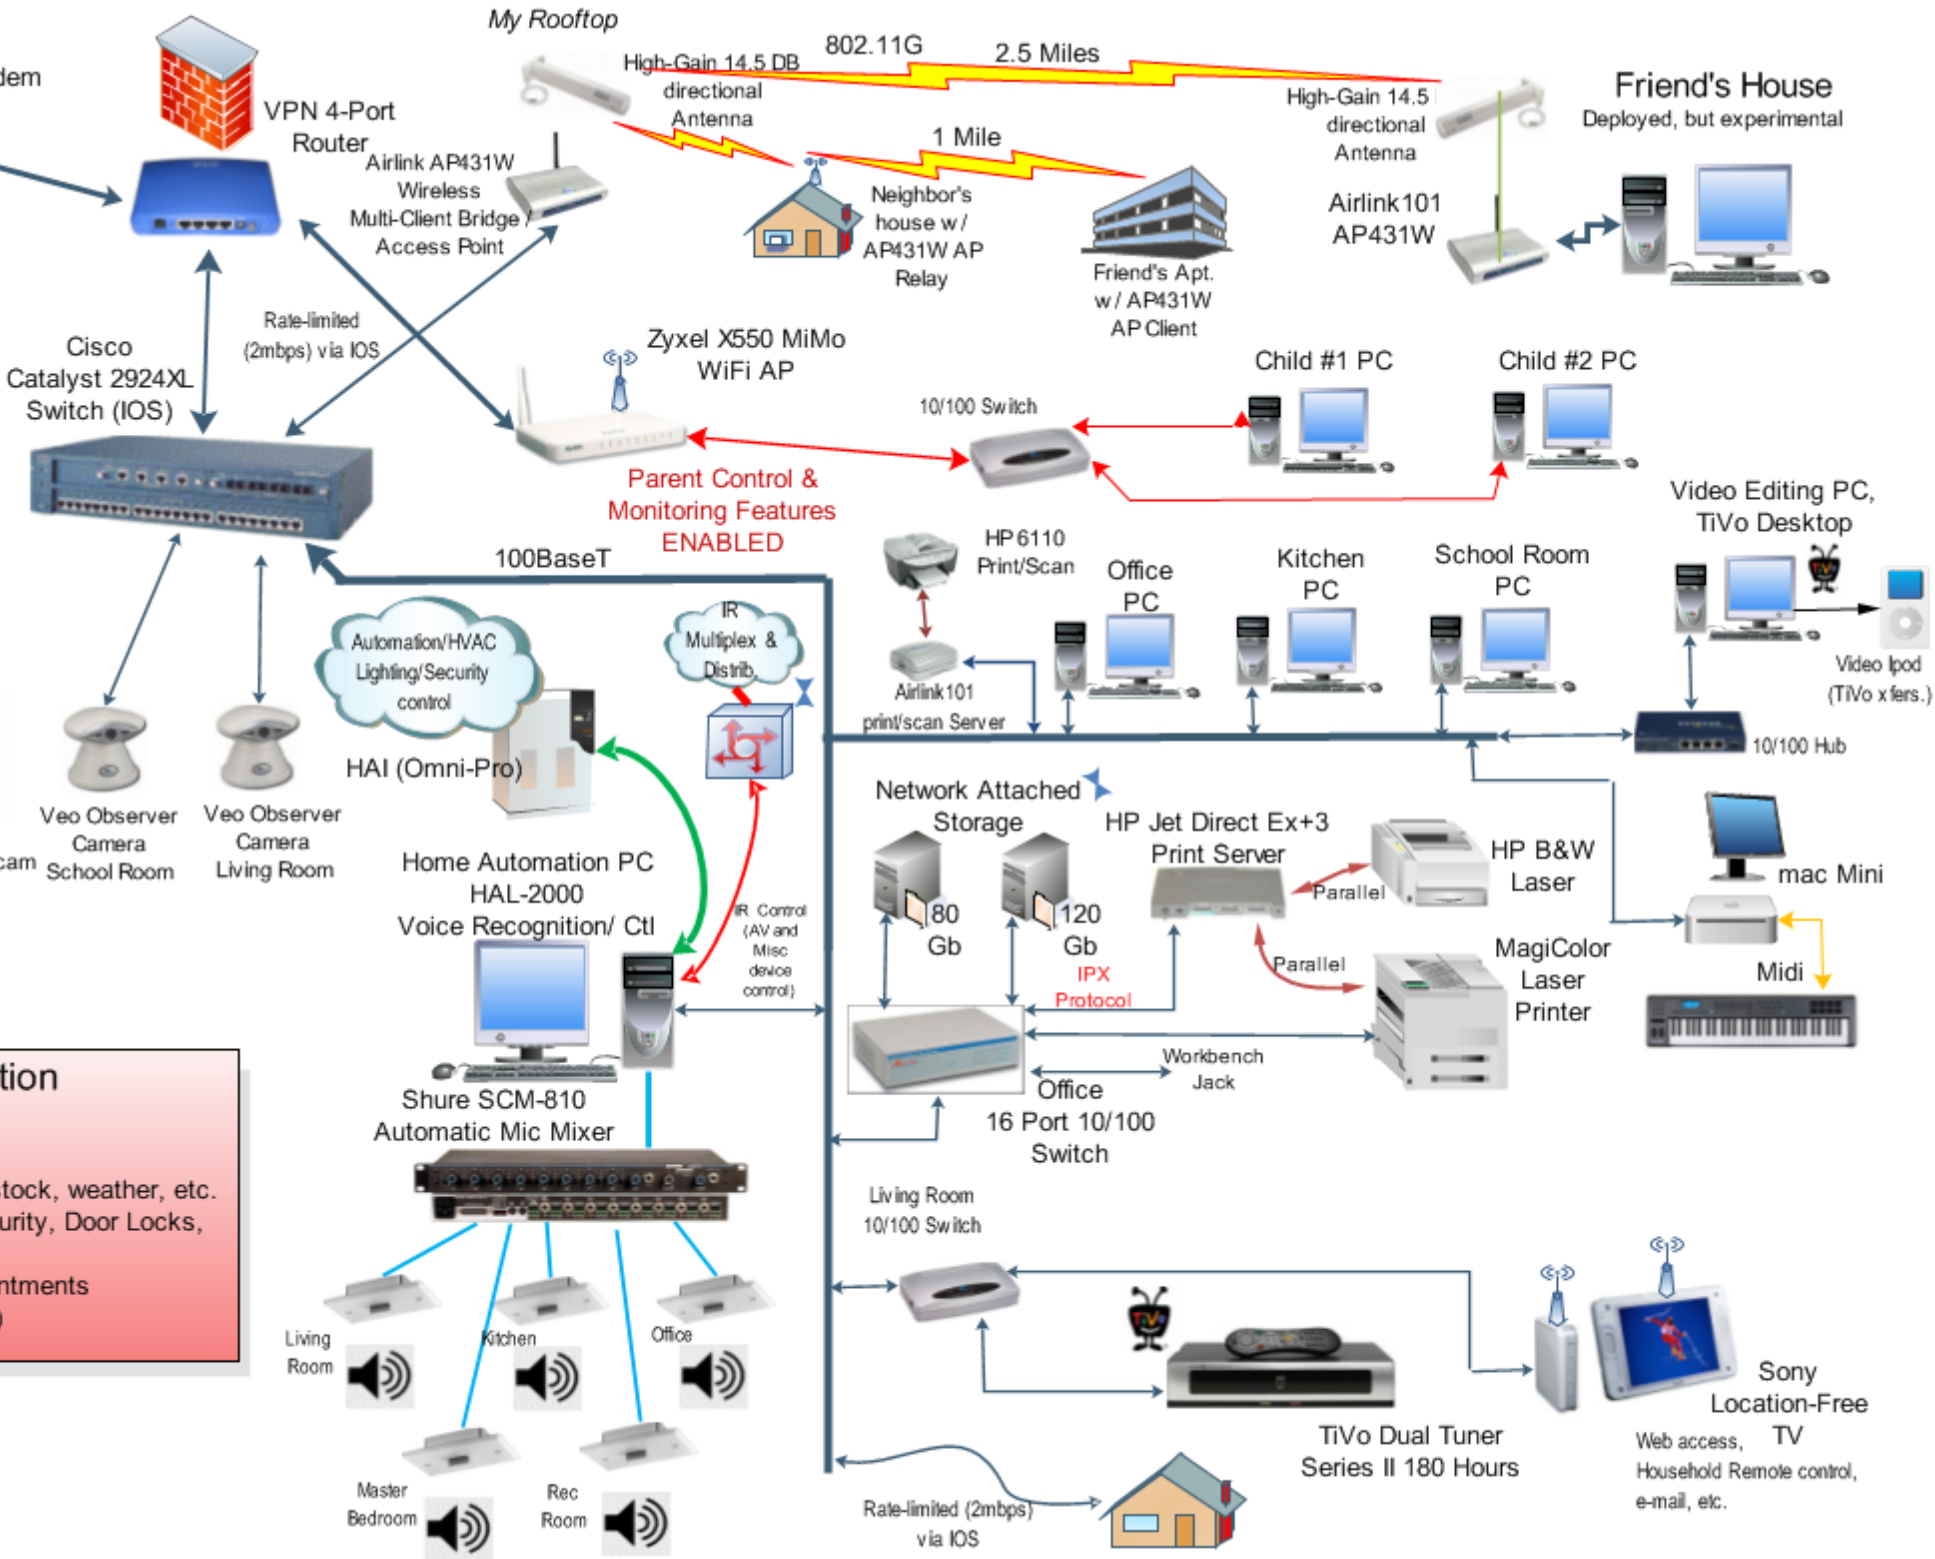 My Rooftop
dem
VPN 4-Port
Router
High-Gain 14.5 DB
directional
Antenna
802.11G
2.5 Miles
High-Gain 14.5
directional
Antenna
Friend's House
Deployed, but experimental
Airlink AP431W
Wireless
Multi-Client Bridge /
Access Point
1 Mile
Neighbor's
house w/
AP431W AP
Relay
Friend's Apt.
w/ AP431W
AP Client
Airlink101
AP431W
Rate-limited
(2mbps) via IOS
Cisco
Catalyst 2924XL
Switch (IOS)
Zyxel X550 MiMo
WiFi AP
10/100 Switch
Child #1 PC
Child #2 PC
Parent Control &
Monitoring Features
ENABLED
100BaseT
HP 6110
Print/Scan
Office
PC
Kitchen
PC
School Room
PC
Video Editing PC,
TiVo Desktop
TiVo
Video Ipod
(TiVo xfers.)
Automation/HVAC
Lighting/Security
control
IR
Multiplex &
Distrib.
Airlink101
print/scan Server
10/100 Hub
HAI (Omni-Pro)
Veo Observer
Camera
School Room
Veo Observer
Camera
Living Room
cam
Network Attached
Storage
80
Gb
120
Gb
IPX
Protocol
HP Jet Direct Ex+3
Print Server
Parallel
HP B&W
Laser
Parallel
MagiColor
Laser
Printer
mac Mini
Midi
Home Automation PC
HAL-2000
Voice Recognition/ Ctl
IR Control
(AV and
Misc
device
control)
Workbench
Jack
Office
16 Port 10/100
Switch
Shure SCM-810
Automatic Mic Mixer
tion
stock, weather, etc.
urity, Door Locks,
ntments
)
Living Room
10/100 Switch
Living
Room
Kitchen
Office
Master
Bedroom
Rec
Room
TiVo
TiVo Dual Tuner
Series II 180 Hours
Sony
Location-Free
TV
Web access,
Household Remote control,
e-mail, etc.
Rate-limited (2mbps)
via IOS